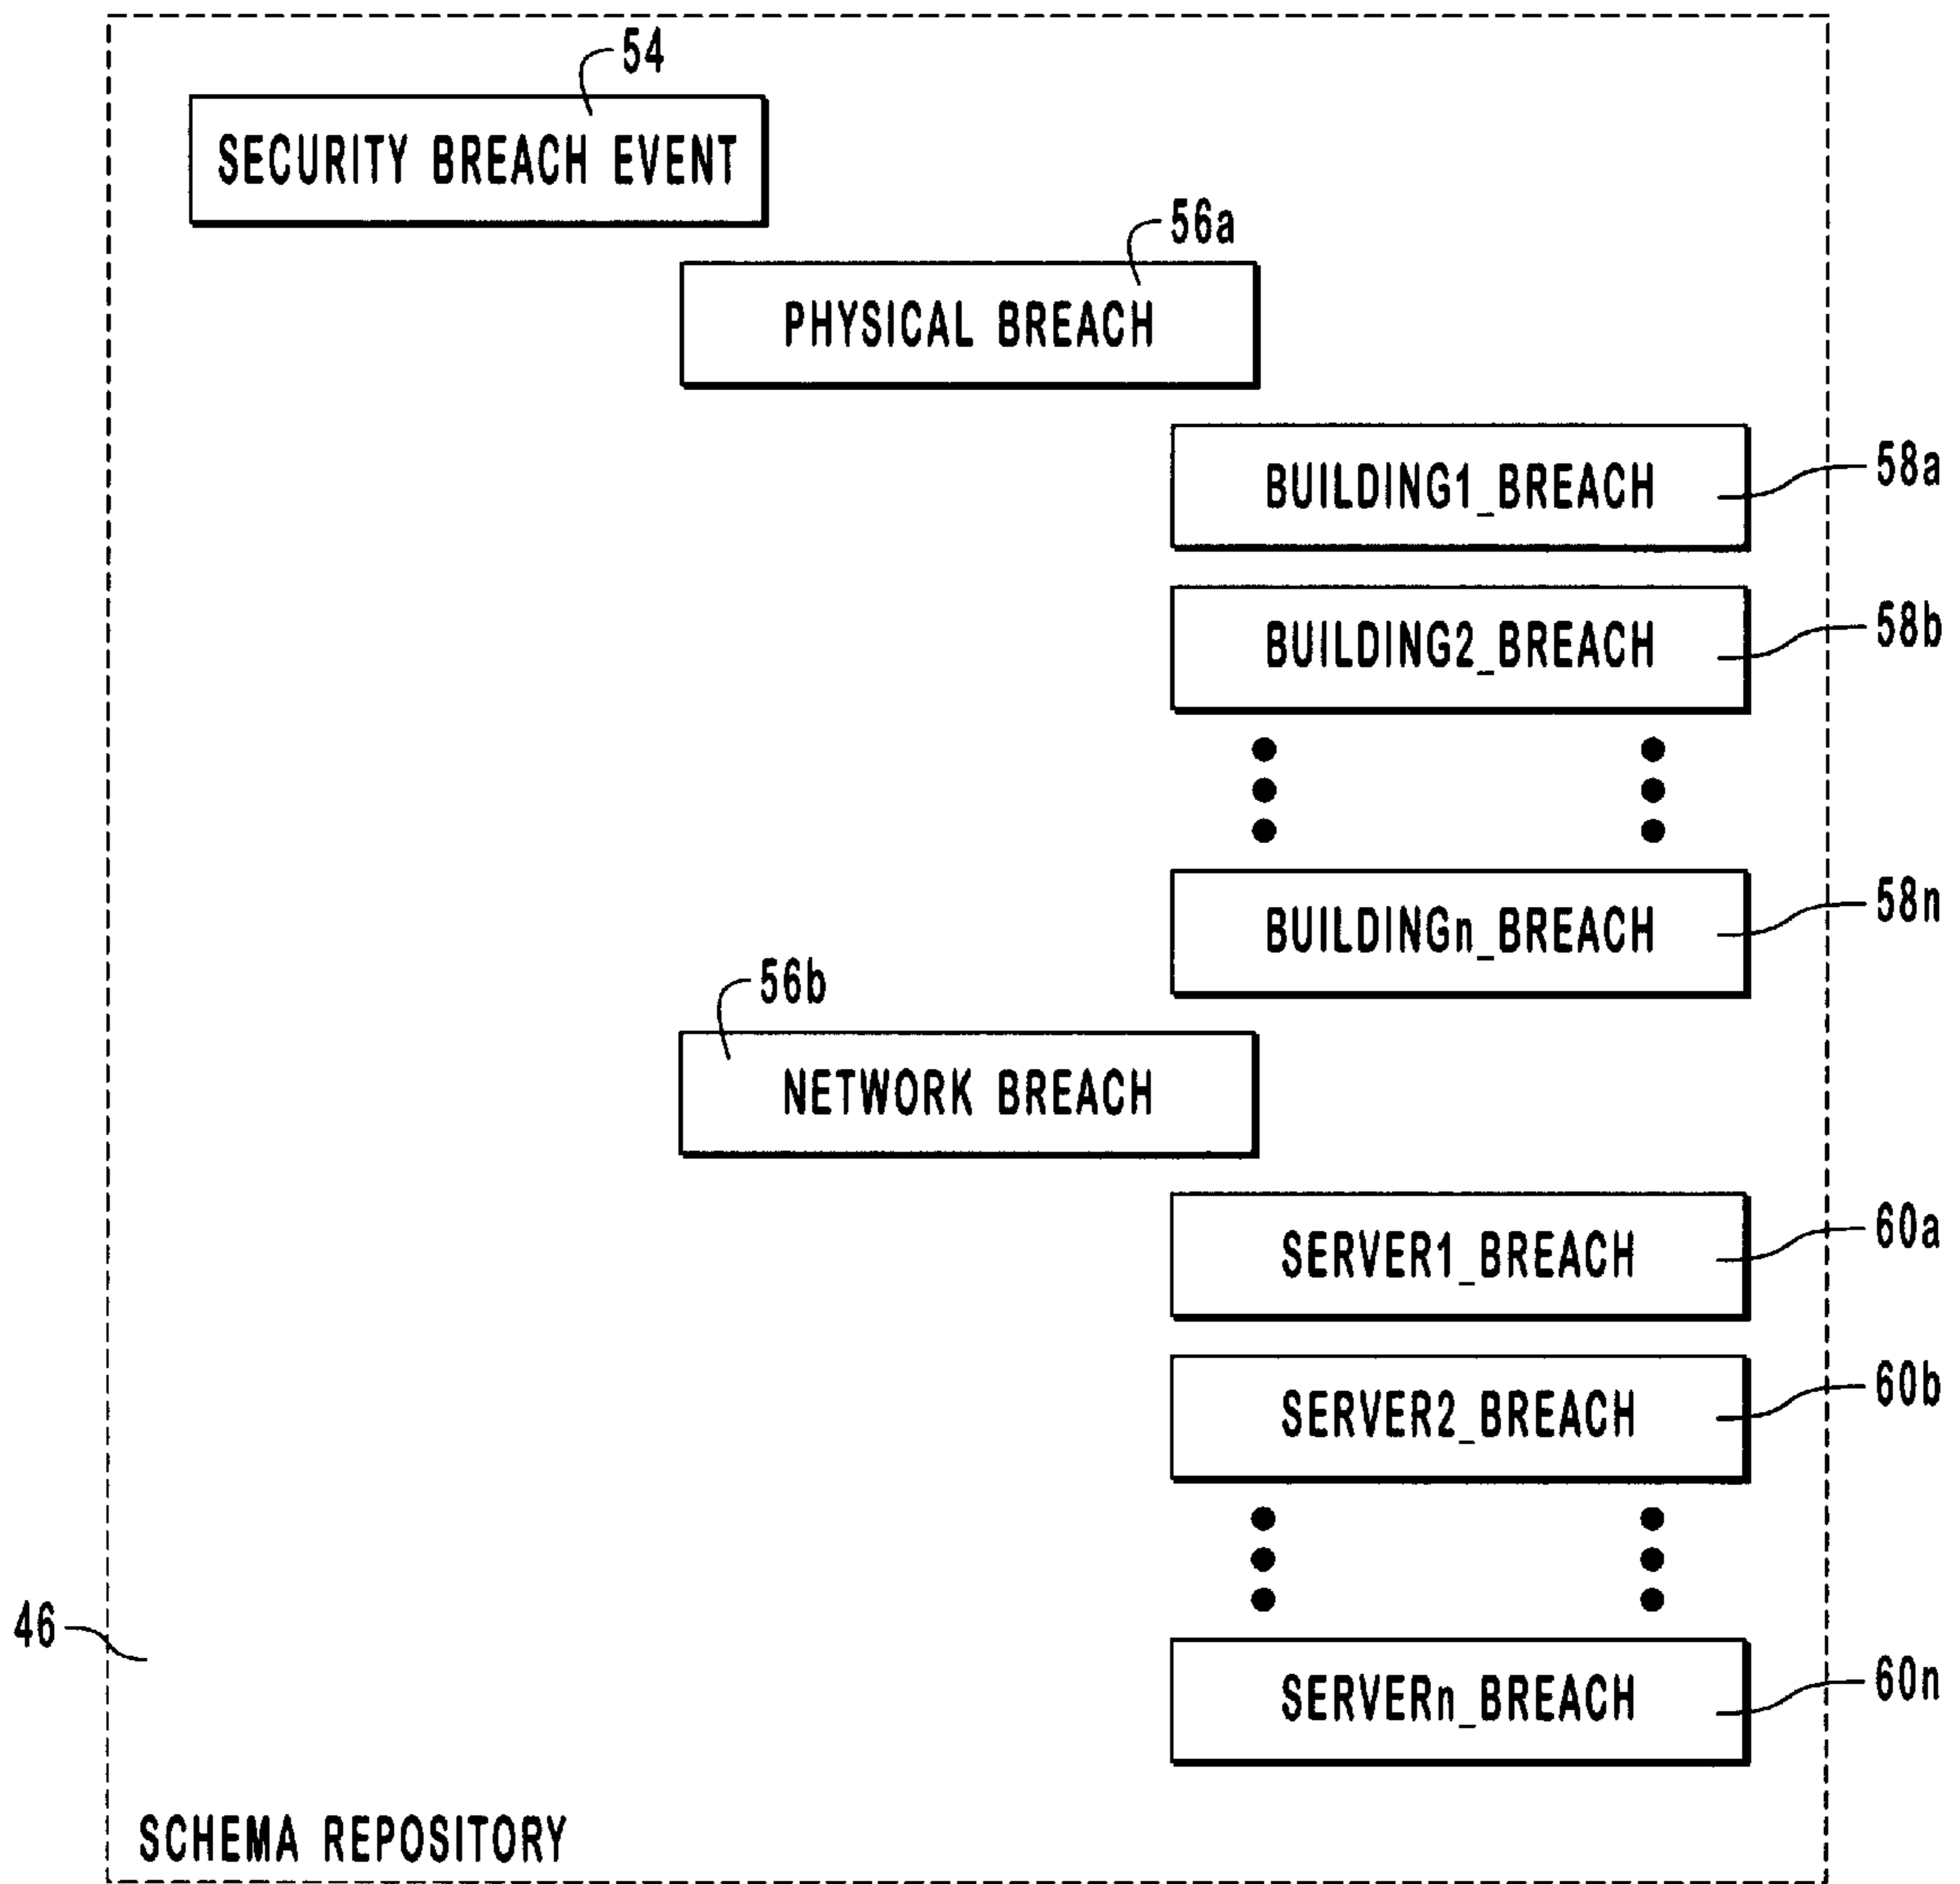 54
SECURITY BREACH EVENT
56a
PHYSICAL BREACH
BUILDING1_BREACH
58a
BUILDING2_BREACH
58b
BUILDINGn_BREACH
58n
56b
NETWORK BREACH
SERVER1_BREACH
60a
SERVER2_BREACH
60b
46
SERVERn_BREACH
60n
SCHEMA REPOSITORY